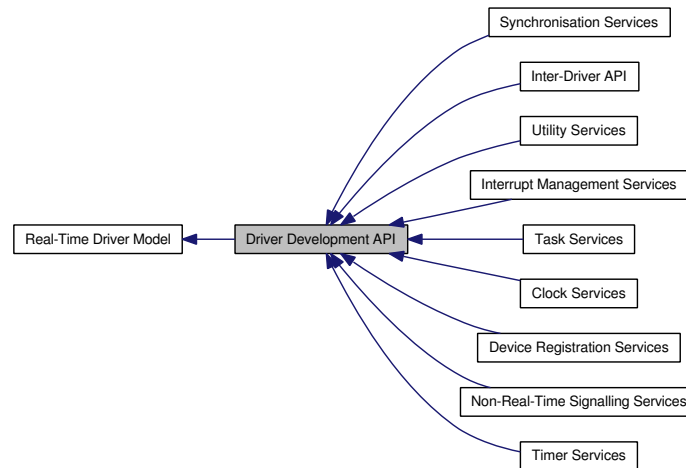 Synchronisation Services
Inter-Driver API
Utility Services
Interrupt Management Services
Real-Time Driver Model
Driver Development API
Task Services
Clock Services
Device Registration Services
Non-Real-Time Signalling Services
Timer Services